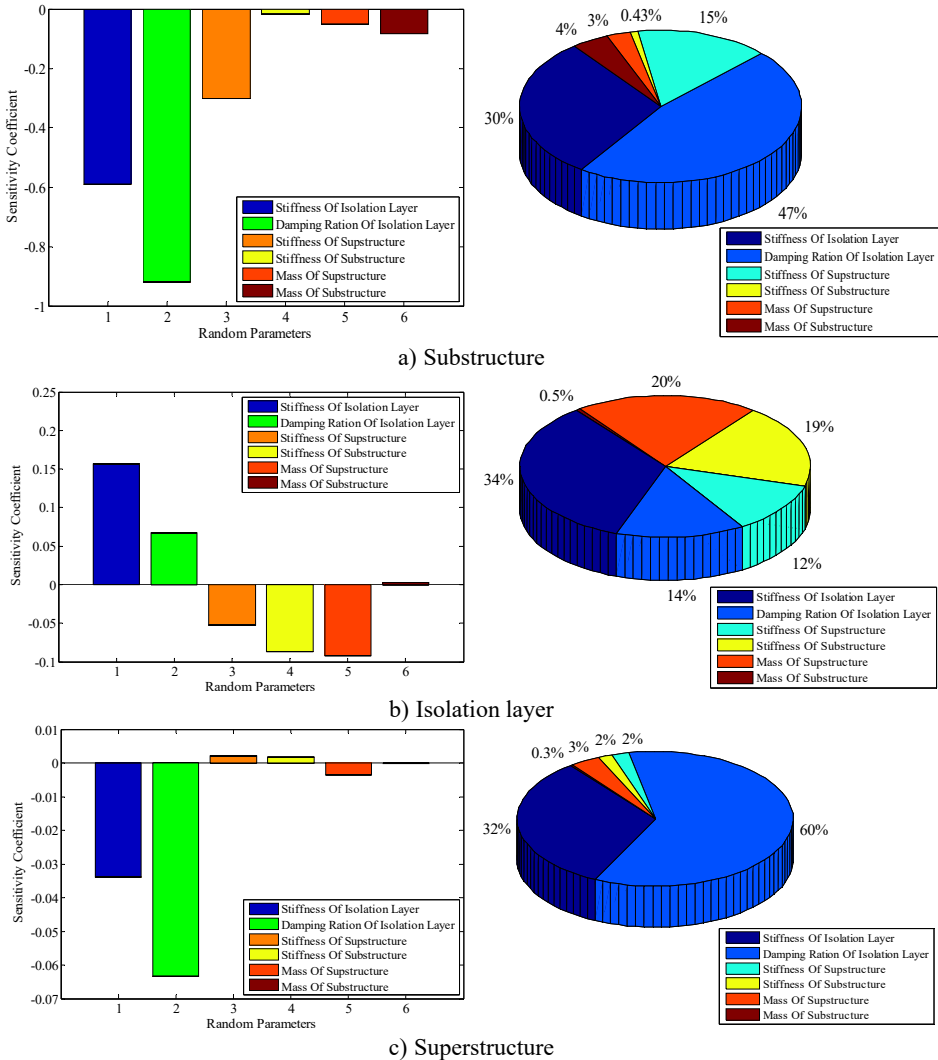 0
-0.2
-0.4
-0.6
-0.8
-1
Sensitivity Coefficient
1 2 3 4 5 6
Random Parameters
Stiffness Of Isolation Layer
Damping Ration Of Isolation Layer
Stiffness Of Supstructure
Stiffness Of Substructure
Mass Of Supstructure
Mass Of Substructure
4% 3% 0.43% 15%
30%
47%
Stiffness Of Isolation Layer
Damping Ration Of Isolation Layer
Stiffness Of Supstructure
Stiffness Of Substructure
Mass Of Supstructure
Mass Of Substructure
a) Substructure
0.25
0.2
0.15
0.1
0.05
0
-0.05
-0.1
Sensitivity Coefficient
1 2 3 4 5 6
Random Parameters
Stiffness Of Isolation Layer
Damping Ration Of Isolation Layer
Stiffness Of Supstructure
Stiffness Of Substructure
Mass Of Supstructure
Mass Of Substructure
0.5% 20%
19%
34%
12%
14%
Stiffness Of Isolation Layer
Damping Ration Of Isolation Layer
Stiffness Of Supstructure
Stiffness Of Substructure
Mass Of Supstructure
Mass Of Substructure
b) Isolation layer
0.01
0
-0.01
-0.02
-0.03
-0.04
-0.05
-0.06
-0.07
Sensitivity Coefficient
1 2 3 4 5 6
Random Parameters
Stiffness Of Isolation Layer
Damping Ration Of Isolation Layer
Stiffness Of Supstructure
Stiffness Of Substructure
Mass Of Supstructure
Mass Of Substructure
0.3% 3% 2% 2%
32%
60%
Stiffness Of Isolation Layer
Damping Ration Of Isolation Layer
Stiffness Of Supstructure
Stiffness Of Substructure
Mass Of Supstructure
Mass Of Substructure
c) Superstructure